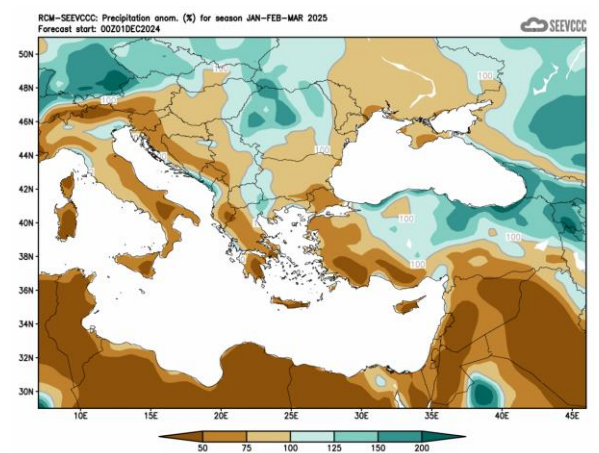 RCM-SEEVCCC: Precipitation anom. (%) for season JAN-FEB-MAR 2025
Forecast start: 00Z01DEC2024
SEEVCCC
50N
48N
46N
44N
42N
40N
38N
36N
34N
32N
30N
100
100
100
100
100
100
100
100
10E 15E 20E 25E 30E 35E 40E 45E
50 75 100 125 150 200